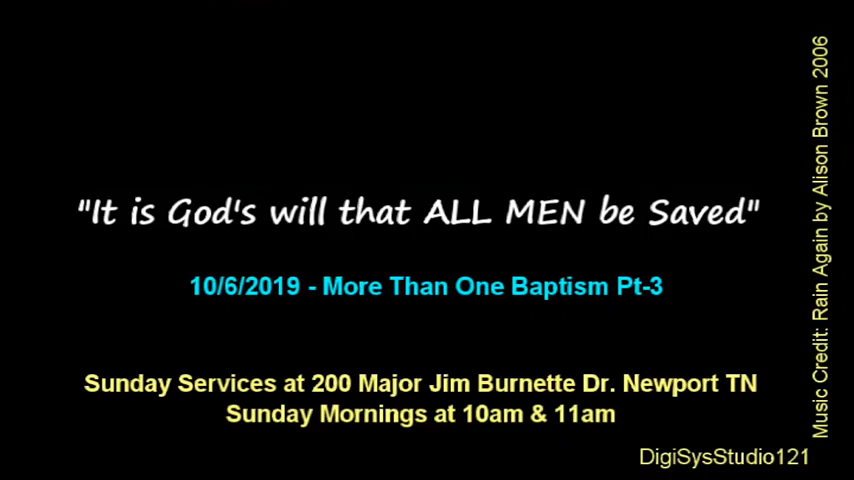 "It is God's will that ALL MEN be Saved"
10/6/2019 - More Than One Baptism Pt-3
Sunday Services at 200 Major Jim Burnette Dr. Newport TN
Sunday Mornings at 10am & 11am
DigiSysStudio121
Music Credit: Rain Again by Alison Brown 2006